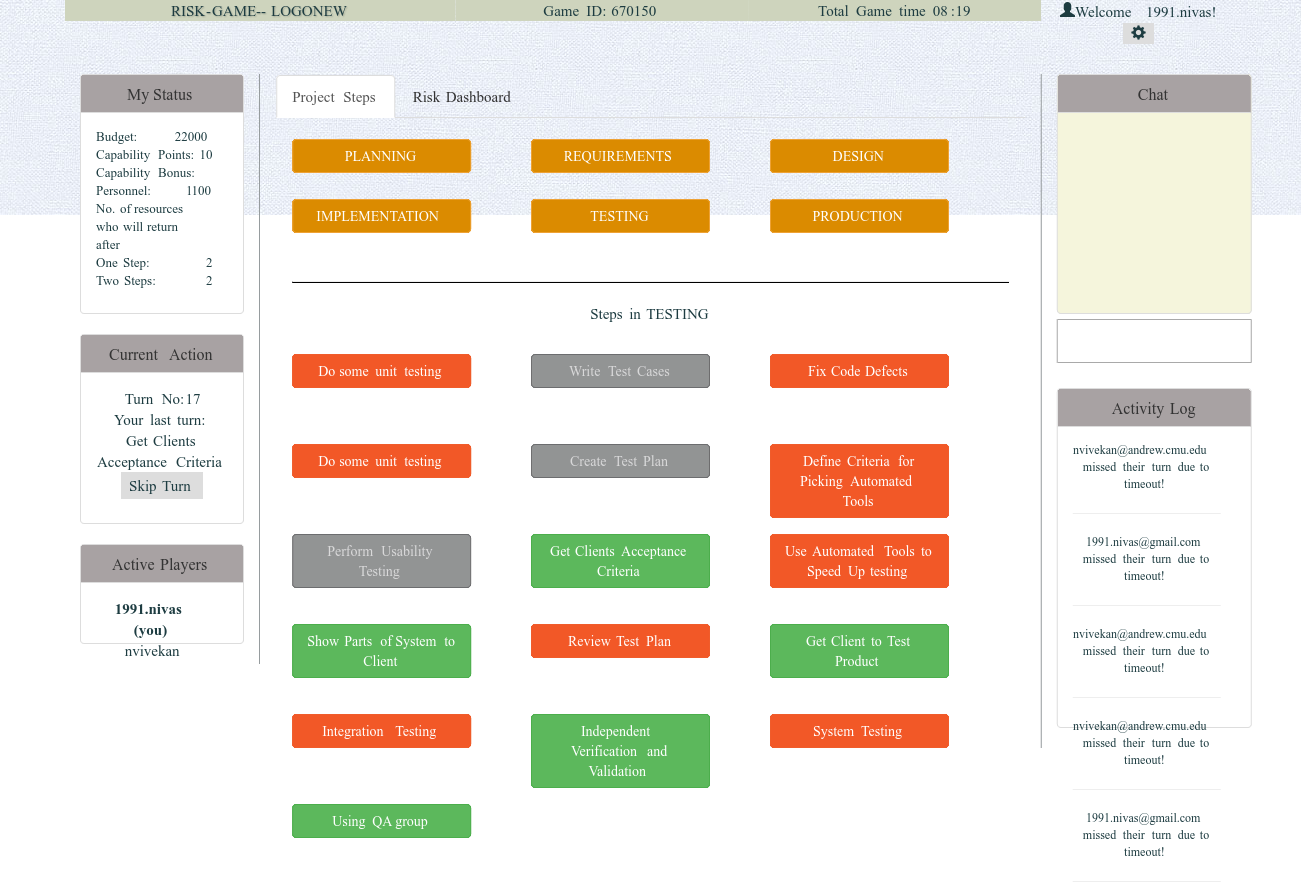 RISK-GAME-- LOGONEW
Game ID: 670150
Total Game time 08:19
Welcome 1991.nivas!
My Status
Budget: 22000
Capability Points: 10
Capability Bonus:
Personnel: 1100
No. of resources
who will return
after
One Step: 2
Two Steps: 2
Current Action
Turn No:17
Your last turn:
Get Clients
Acceptance Criteria
Skip Turn
Active Players
1991.nivas
(you)
nvivekan
Project Steps
Risk Dashboard
PLANNING
REQUIREMENTS
DESIGN
IMPLEMENTATION
TESTING
PRODUCTION
Steps in TESTING
Do some unit testing
Write Test Cases
Fix Code Defects
Do some unit testing
Create Test Plan
Define Criteria for
Picking Automated
Tools
Perform Usability
Testing
Get Clients Acceptance
Criteria
Use Automated Tools to
Speed Up testing
Show Parts of System to
Client
Review Test Plan
Get Client to Test
Product
Integration Testing
Independent
Verification and
Validation
System Testing
Using QA group
Chat
Activity Log
nvivekan@andrew.cmu.edu
missed their turn due to
timeout!
1991.nivas@gmail.com
missed their turn due to
timeout!
nvivekan@andrew.cmu.edu
missed their turn due to
timeout!
nvivekan@andrew.cmu.edu
missed their turn due to
timeout!
1991.nivas@gmail.com
missed their turn due to
timeout!